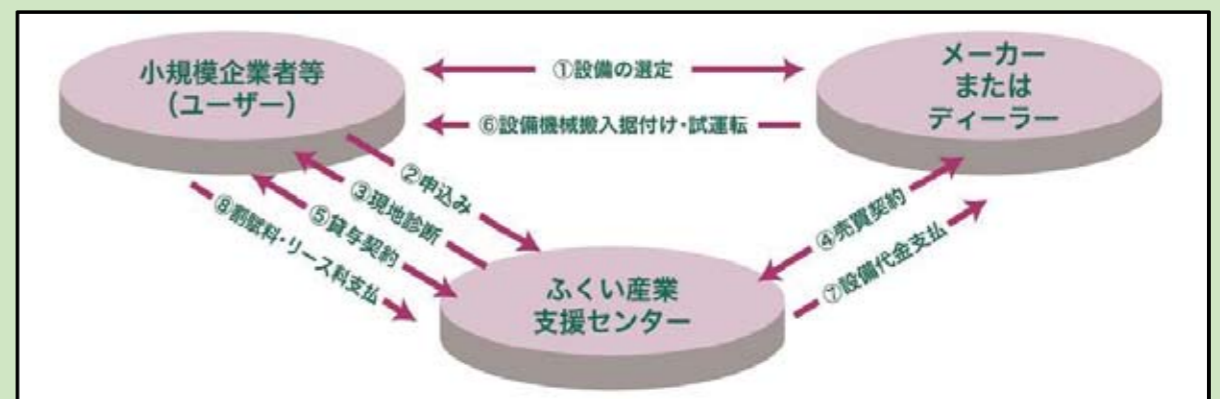 小規模企業者等
(ユーザー)
①設備の選定
メーカー
または
ディーラー
⑥設備機械搬入据付け・試運転
②申込み
③現地診断
⑤貸与契約
⑧割賦料・リース料支払
④売買契約
⑦設備代金支払
ふくい産業
支援センター